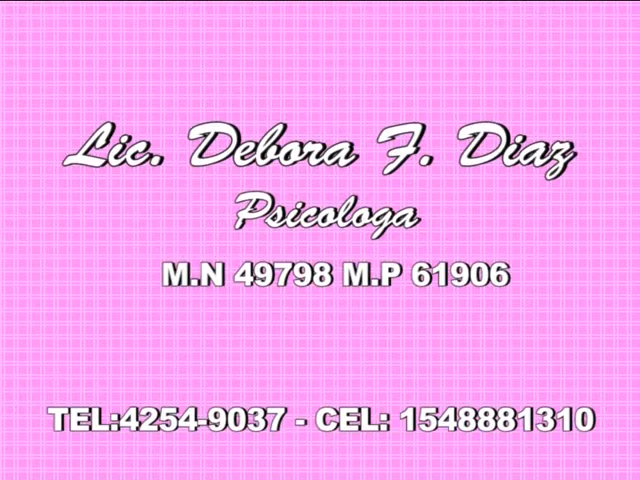 Lic. Debora F. Diaz
Psicologa
M.N 49798 M.P 61906
TEL:4254-9037 - CEL: 1548881310